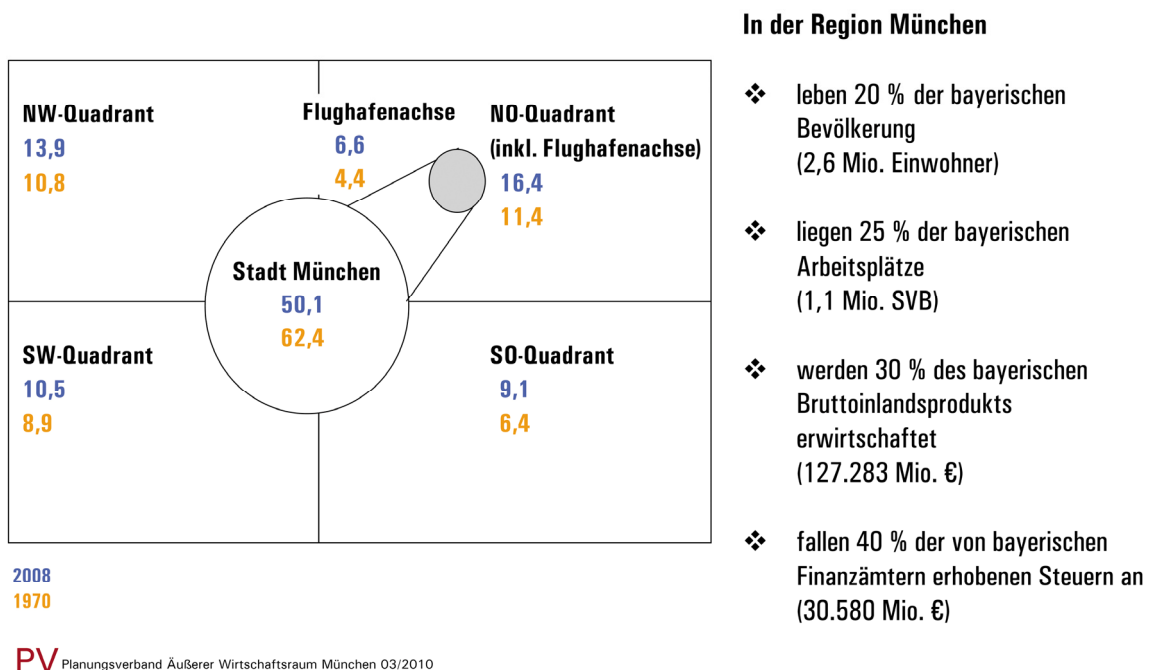 NW-Quadrant
13,9
10,8
Flughafenachse
6,6
4,4
NO-Quadrant
(inkl. Flughafenachse)
16,4
11,4
Stadt München
50,1
62,4
SW-Quadrant
10,5
8,9
SO-Quadrant
9,1
6,4
2008
1970
PV Planungsverband Äußerer Wirtschaftsraum München 03/2010
In der Region München
❖ leben 20 % der bayerischen
Bevölkerung
(2,6 Mio. Einwohner)
❖ liegen 25 % der bayerischen
Arbeitsplätze
(1,1 Mio. SVB)
❖ werden 30 % des bayerischen
Bruttoinlandsprodukts
erwirtschaftet
(127.283 Mio. €)
❖ fallen 40 % der von bayerischen
Finanzämtern erhobenen Steuern an
(30.580 Mio. €)